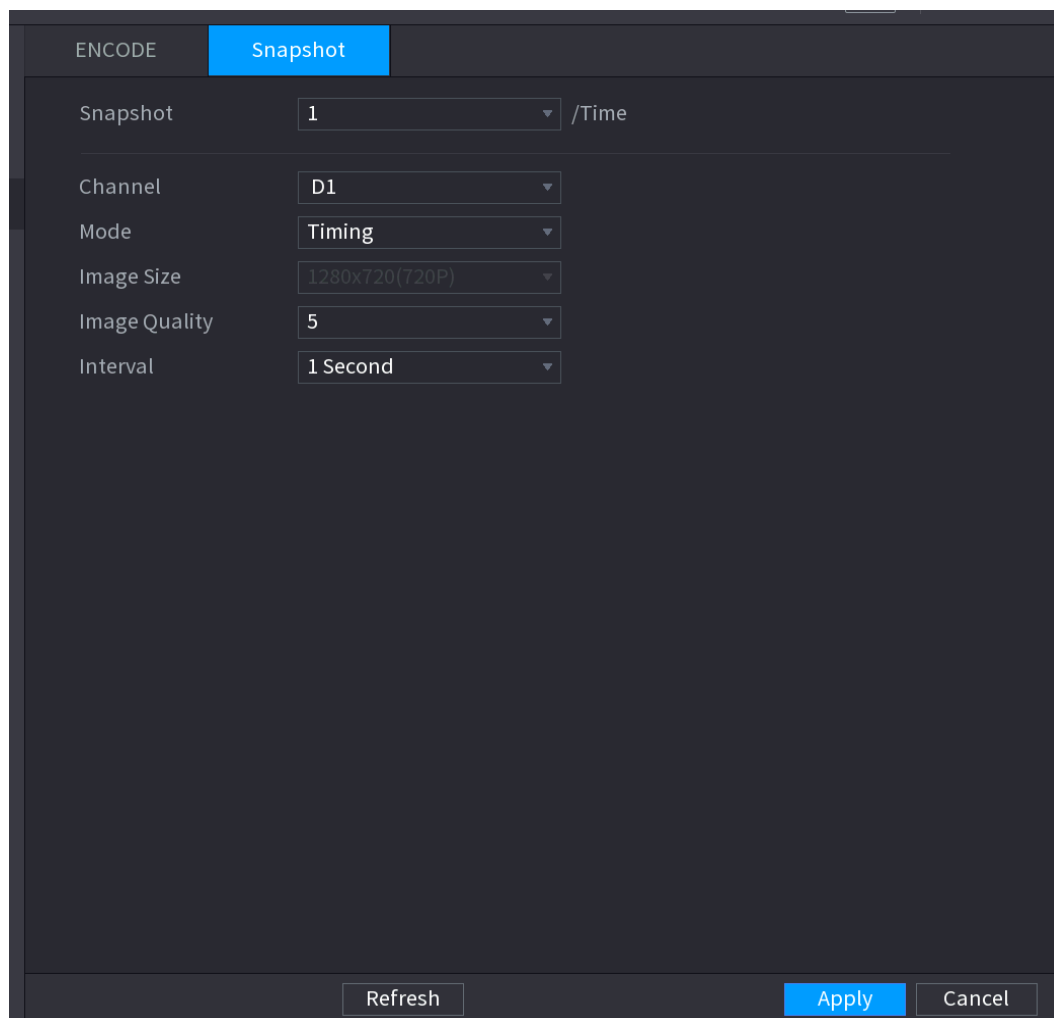 ENCODE Snapshot
Snapshot 1 /Time
Channel D1
Mode Timing
Image Size 1280x720(720P)
Image Quality 5
Interval 1 Second
Refresh Apply Cancel